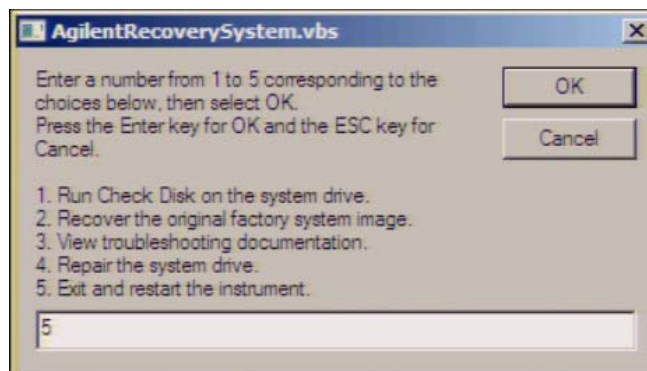 AgilentRecoverySystem.vbs
Enter a number from 1 to 5 corresponding to the
choices below, then select OK.
Press the Enter key for OK and the ESC key for
Cancel.
OK
Cancel
1. Run Check Disk on the system drive.
2. Recover the original factory system image.
3. View troubleshooting documentation.
4. Repair the system drive.
5. Exit and restart the instrument.
5